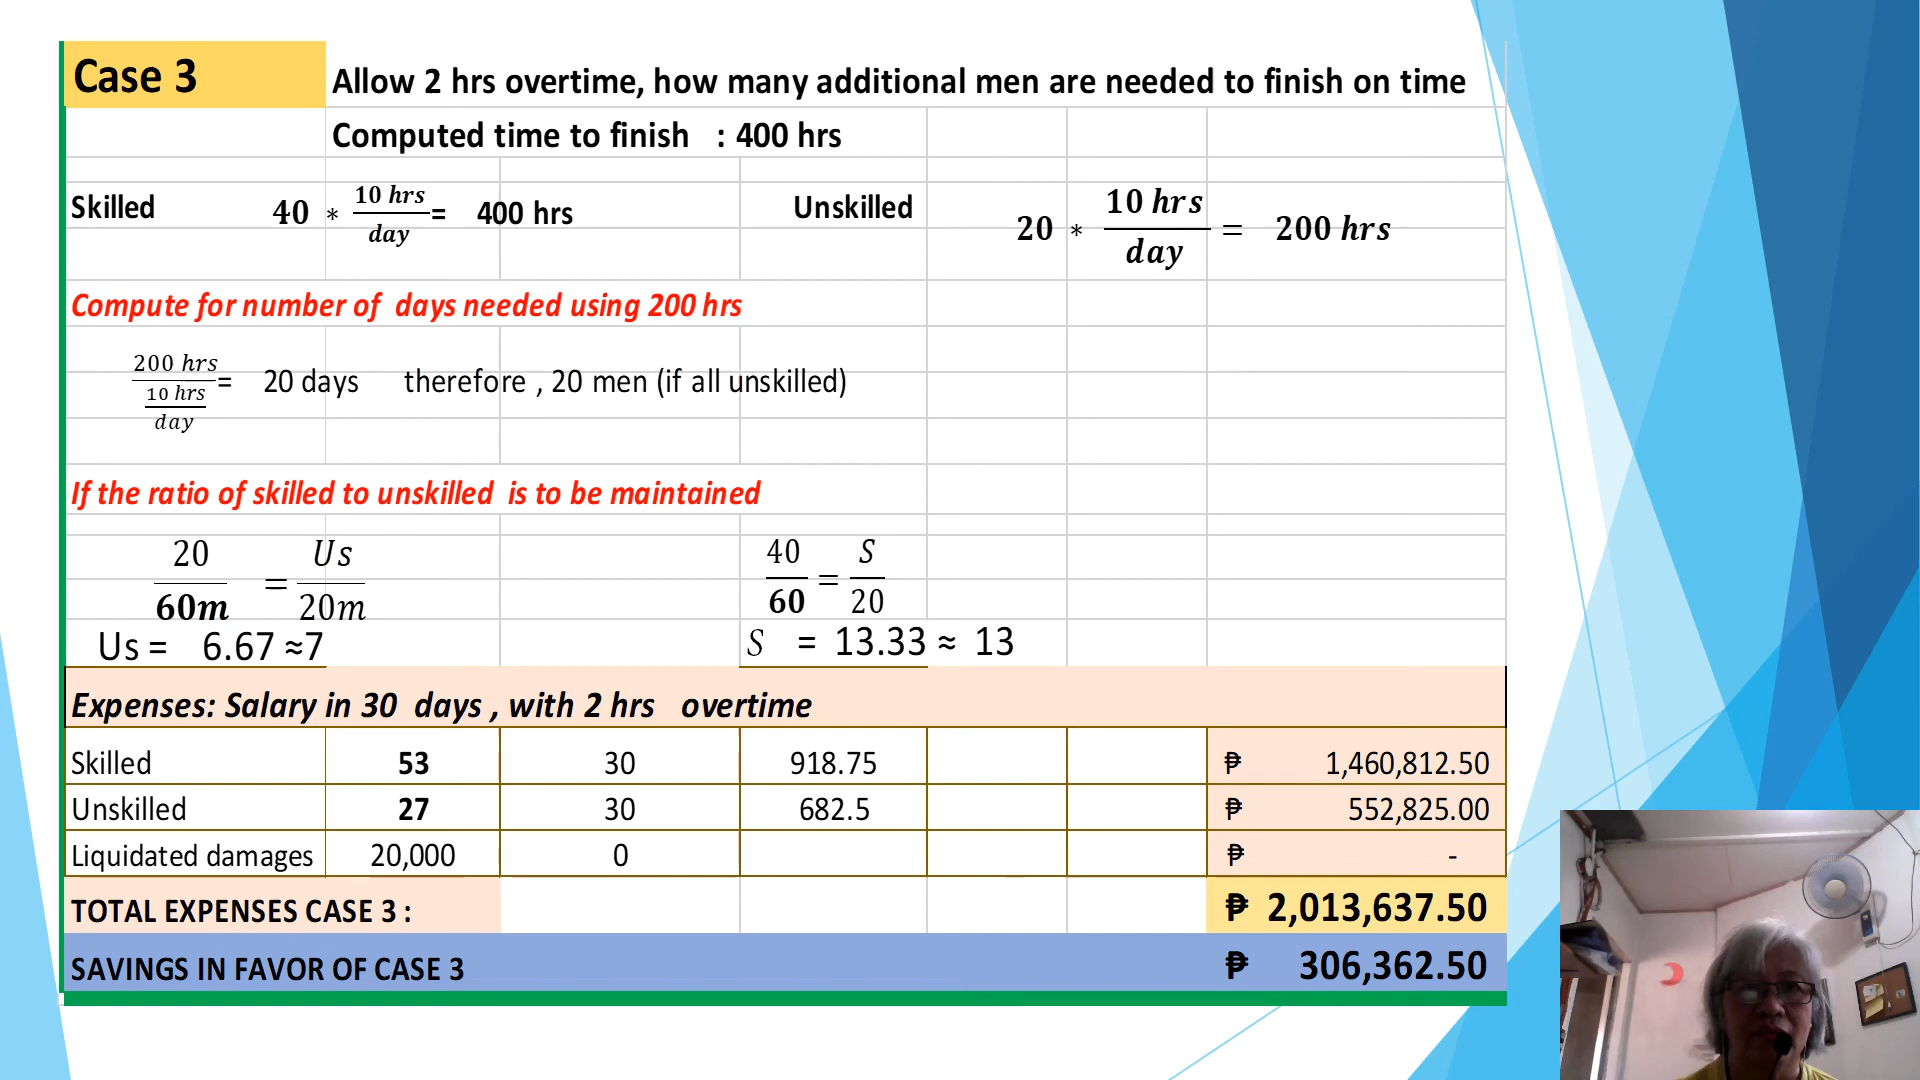 Case 3
Allow 2 hrs overtime, how many additional men are needed to finish on time
Computed time to finish : 400 hrs
Skilled 40 * 10 hrs/day = 400 hrs Unskilled 20 * 10 hrs/day = 200 hrs
Compute for number of days needed using 200 hrs
200 hrs / 10 hrs/day = 20 days therefore , 20 men (if all unskilled)
If the ratio of skilled to unskilled is to be maintained
20/60m = Us/20m 40/60 = S/20
Us = 6.67 ≈7 S = 13.33 ≈ 13
Expenses: Salary in 30 days , with 2 hrs overtime
Skilled 53 30 918.75 ₱ 1,460,812.50
Unskilled 27 30 682.5 ₱ 552,825.00
Liquidated damages 20,000 0 ₱ -
TOTAL EXPENSES CASE 3 : ₱ 2,013,637.50
SAVINGS IN FAVOR OF CASE 3 ₱ 306,362.50